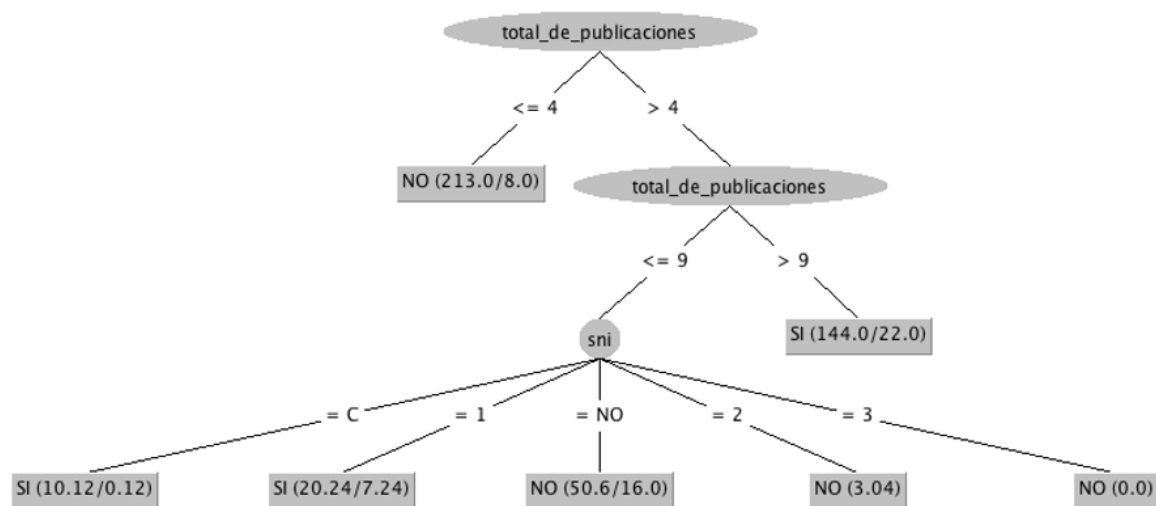 total_de_publicaciones
<= 4
> 4
NO (213.0/8.0)
total_de_publicaciones
<= 9
> 9
sni
SI (144.0/22.0)
= C
= 1
= NO
= 2
= 3
SI (10.12/0.12)
SI (20.24/7.24)
NO (50.6/16.0)
NO (3.04)
NO (0.0)